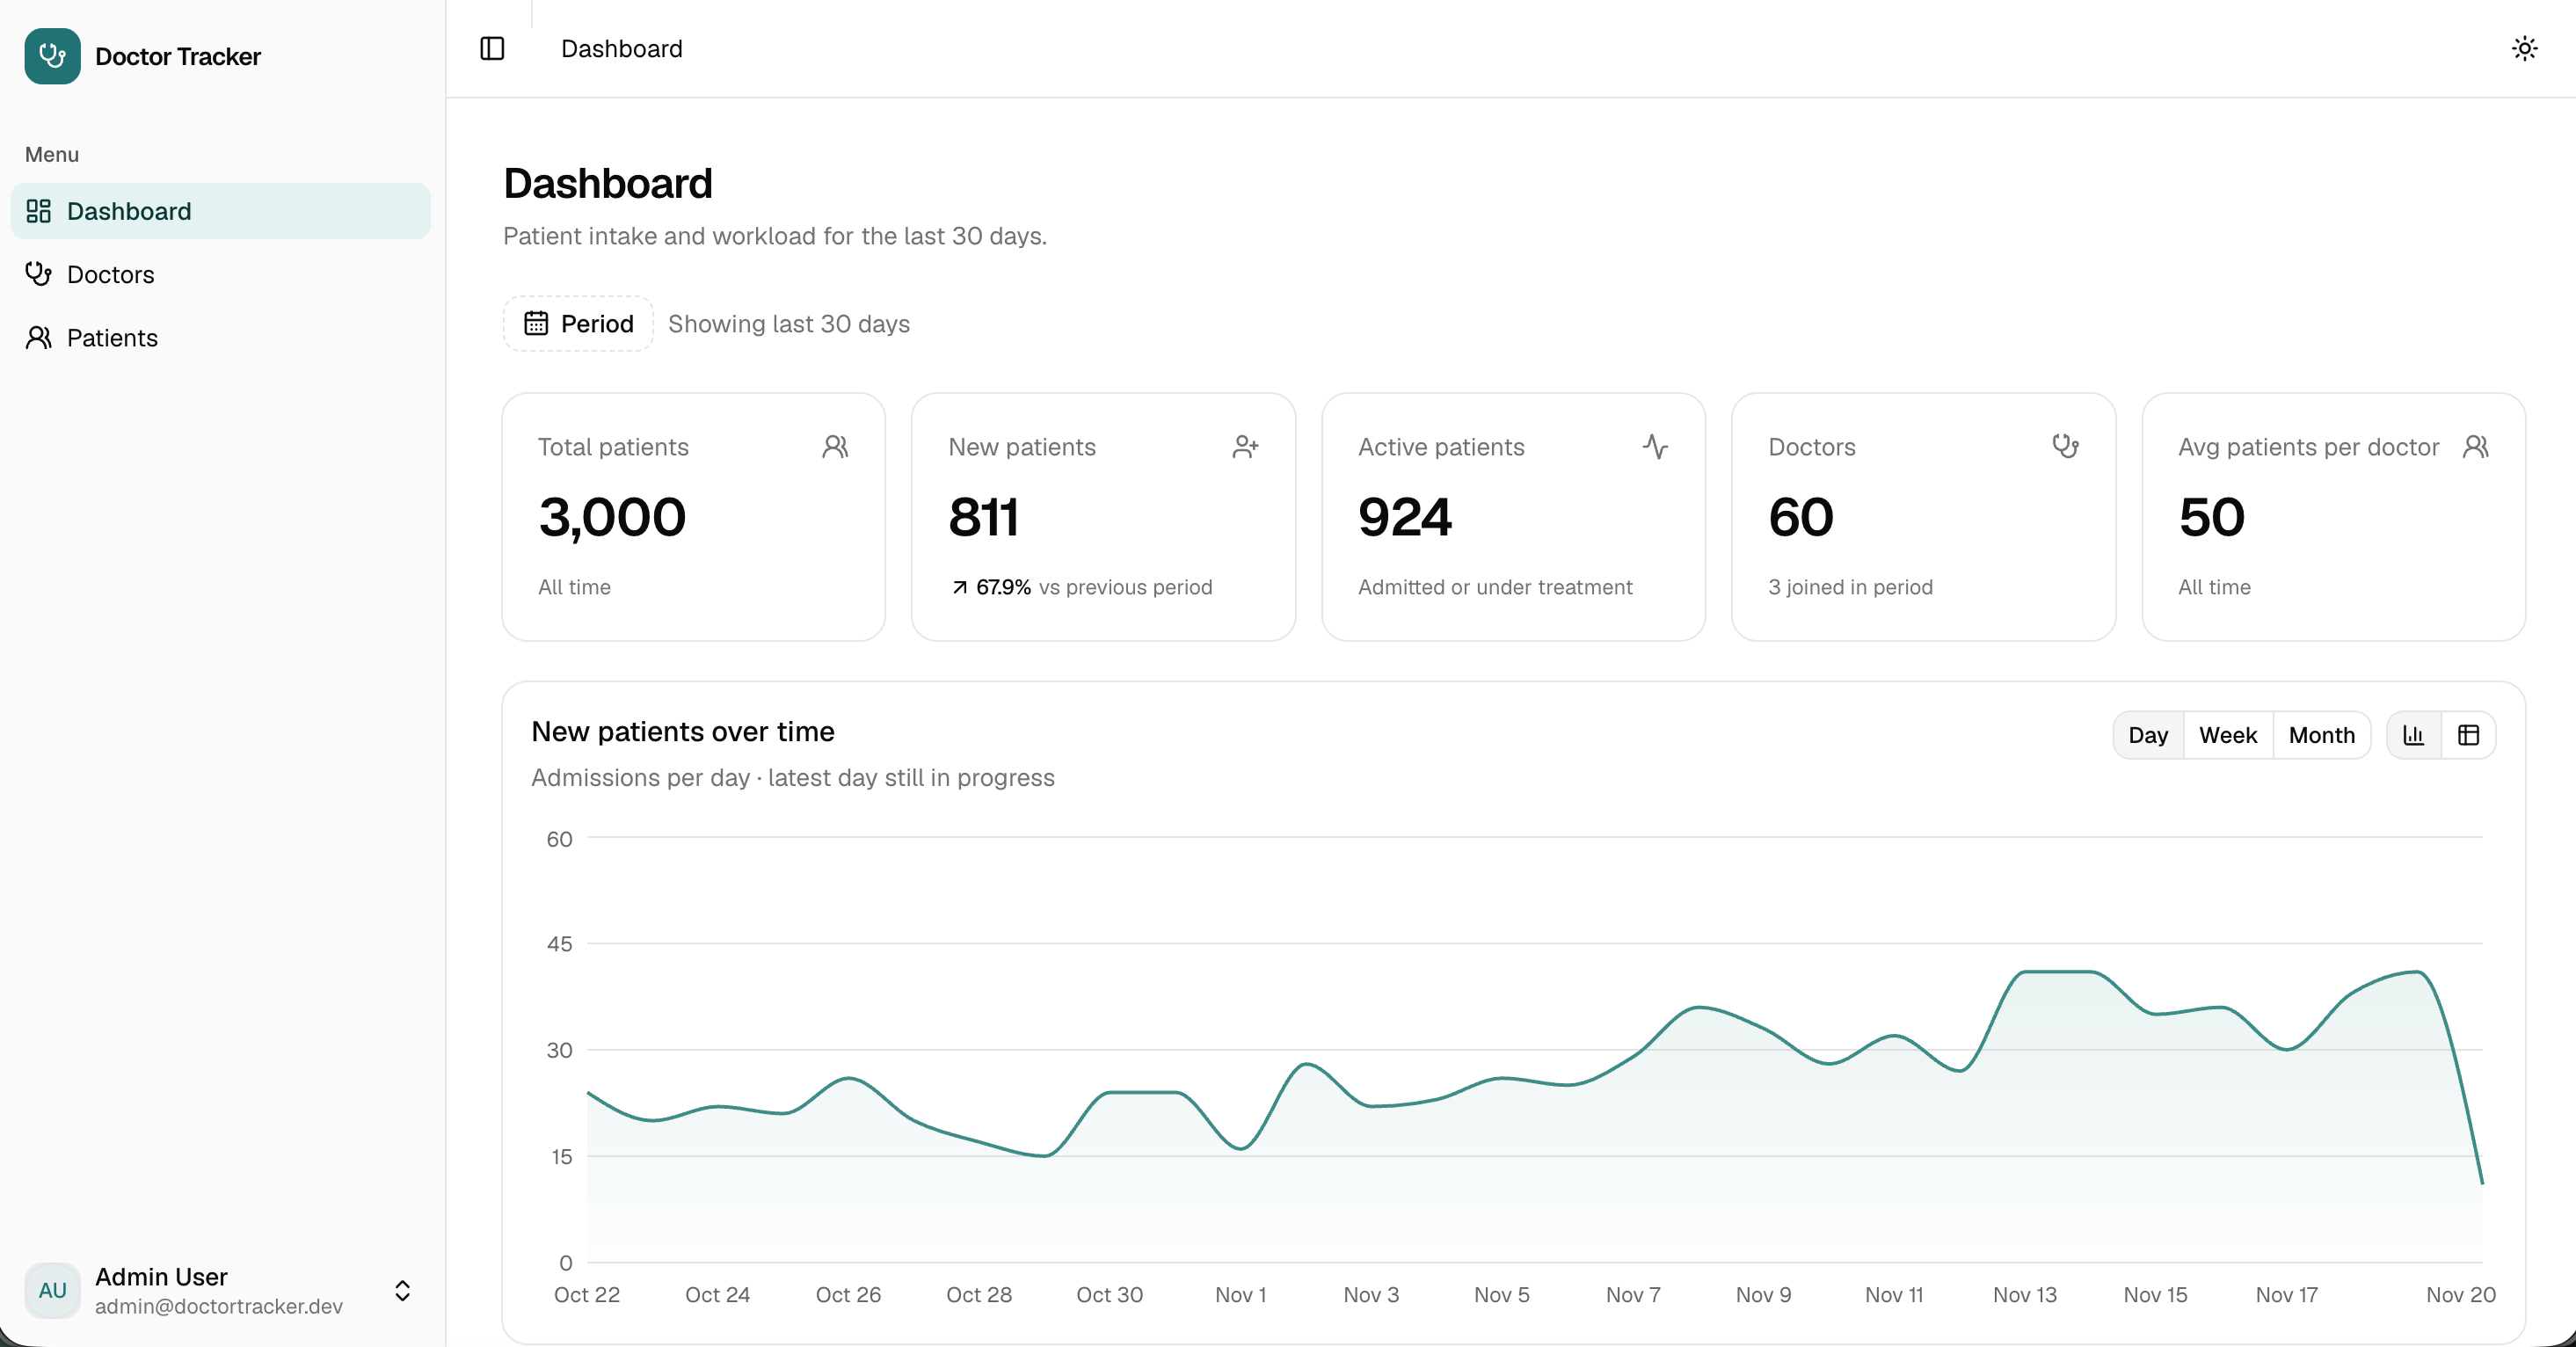 Doctor Tracker
Menu
Dashboard
Doctors
Patients
Admin User
admin@doctortracker.dev
AU
Dashboard
Dashboard
Patient intake and workload for the last 30 days.
Period
Showing last 30 days
Total patients
3,000
All time
New patients
811
67.9% vs previous period
Active patients
924
Admitted or under treatment
Doctors
60
3 joined in period
Avg patients per doctor
50
All time
New patients over time
Admissions per day · latest day still in progress
Day Week Month
60
45
30
15
0
Oct 22 Oct 24 Oct 26 Oct 28 Oct 30 Nov 1 Nov 3 Nov 5 Nov 7 Nov 9 Nov 11 Nov 13 Nov 15 Nov 17 Nov 20